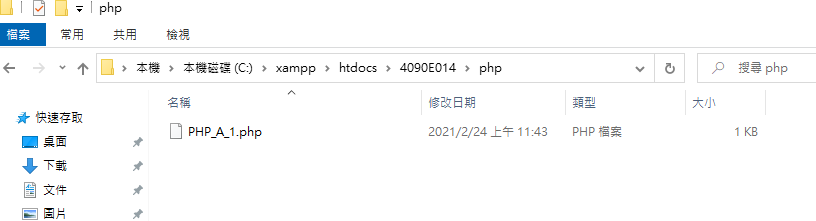 php
檔案 常用 共用 檢視
本機 本機磁碟 (C:) xampp htdocs 4090E014 php 搜尋 php
名稱 修改日期 類型 大小
快速存取
PHP_A_1.php 2021/2/24 上午 11:43 PHP 檔案 1 KB
桌面
下載
文件
圖片